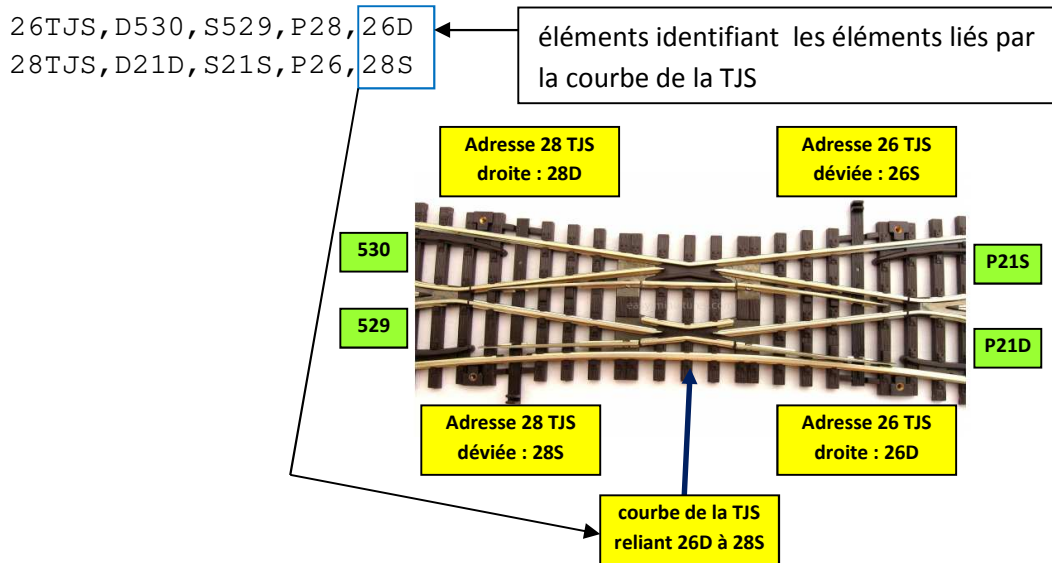 26TJS,D530,S529,P28,26D
28TJS,D21D,S21S,P26,28S
éléments identifiant les éléments liés par
la courbe de la TJS
Adresse 28 TJS
droite : 28D
Adresse 26 TJS
déviée : 26S
530
P21S
529
P21D
Adresse 28 TJS
déviée : 28S
Adresse 26 TJS
droite : 26D
courbe de la TJS
reliant 26D à 28S